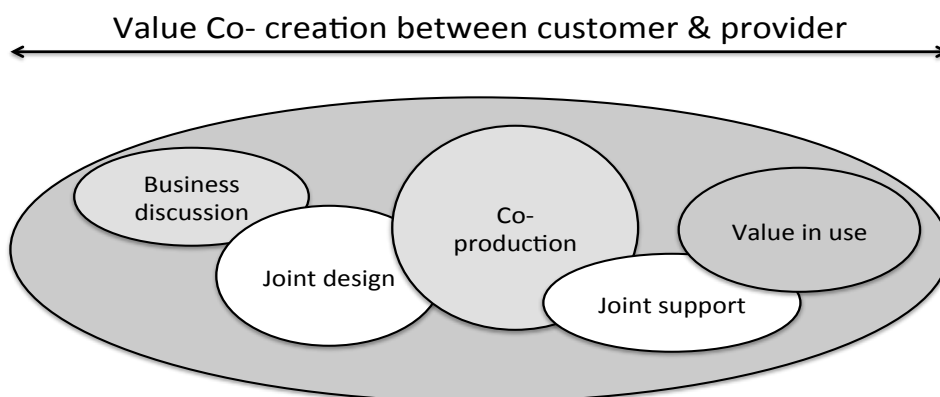 Value Co- creation between customer & provider
Business
discussion
Joint design
Co-
production
Joint support
Value in use